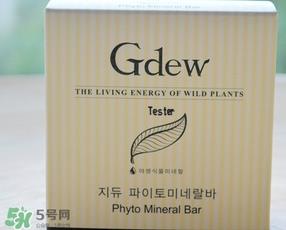 Gdew
THE LIVING ENERGY OF WILD PLANTS
Tester
야생식물미네랄
지듀 파이토미네랄바
Phyto Mineral Bar
5号网